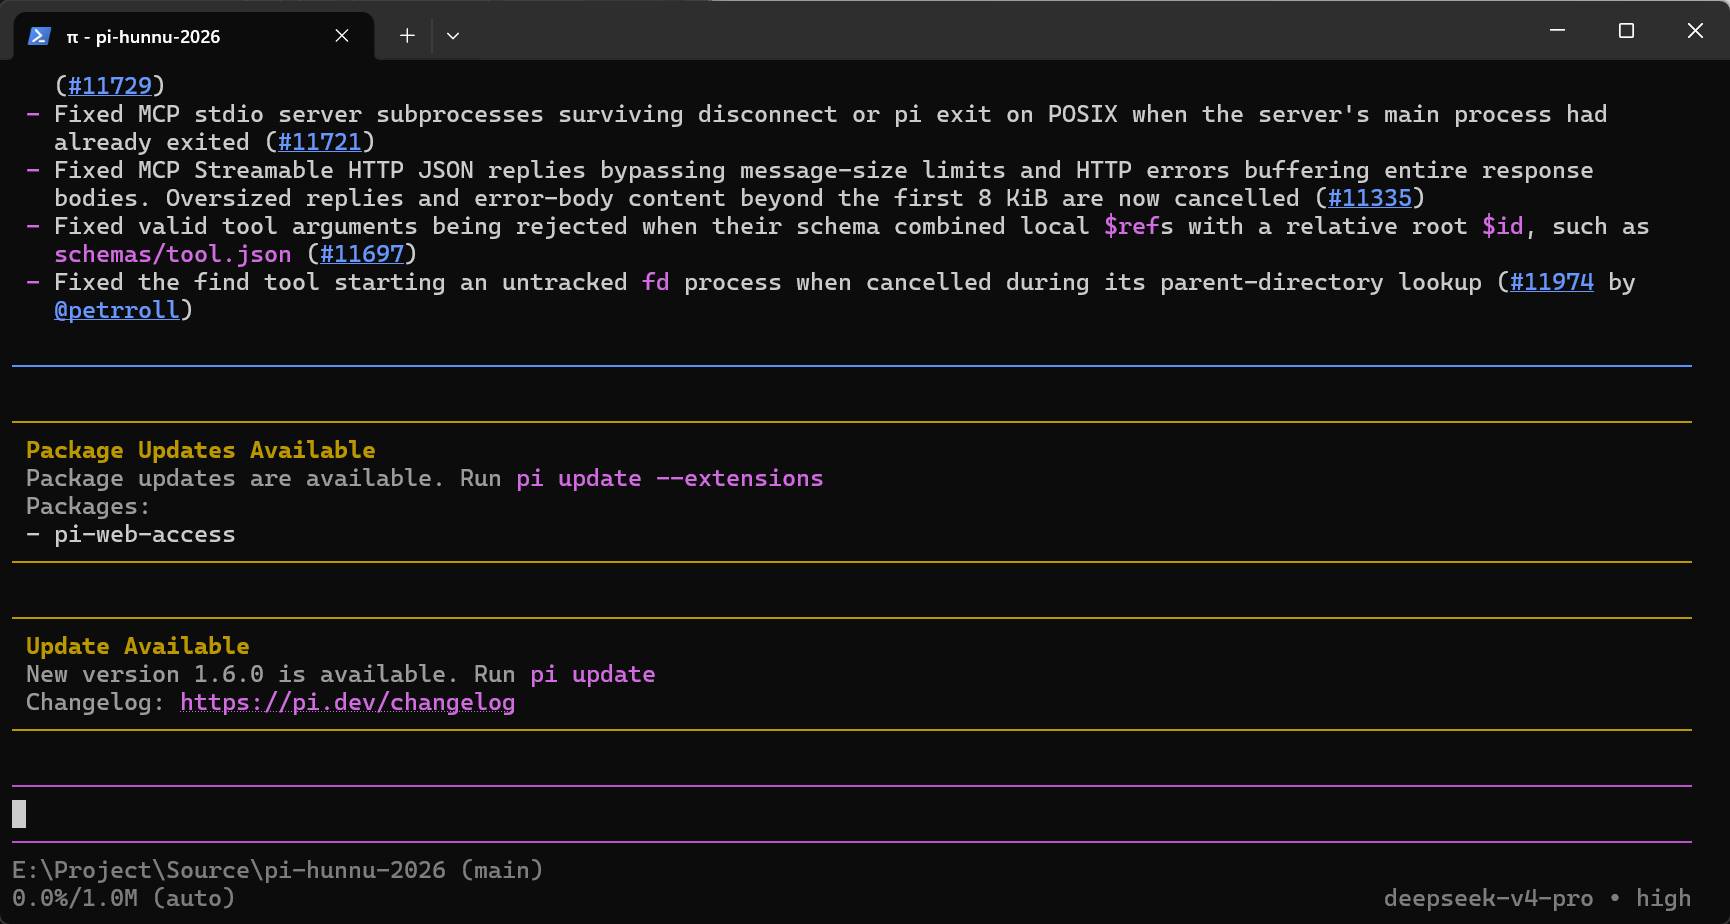 π - pi-hunnu-2026
(#11729)
- Fixed MCP stdio server subprocesses surviving disconnect or pi exit on POSIX when the server's main process had
already exited (#11721)
- Fixed MCP Streamable HTTP JSON replies bypassing message-size limits and HTTP errors buffering entire response
bodies. Oversized replies and error-body content beyond the first 8 KiB are now cancelled (#11335)
- Fixed valid tool arguments being rejected when their schema combined local $refs with a relative root $id, such as
schemas/tool.json (#11697)
- Fixed the find tool starting an untracked fd process when cancelled during its parent-directory lookup (#11974 by
@petrroll)
Package Updates Available
Package updates are available. Run pi update --extensions
Packages:
- pi-web-access
Update Available
New version 1.6.0 is available. Run pi update
Changelog: https://pi.dev/changelog
E:\Project\Source\pi-hunnu-2026 (main)
0.0%/1.0M (auto) deepseek-v4-pro • high